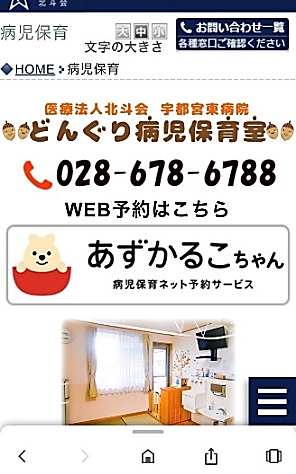 北斗会
病児保育
大 中 小
文字の大きさ
お問い合わせ一覧
各種窓口ご確認ください
HOME > 病児保育
医療法人北斗会 宇都宮東病院
どんぐり病児保育室
028-678-6788
WEB予約はこちら
あずかるこちゃん
病児保育ネット予約サービス